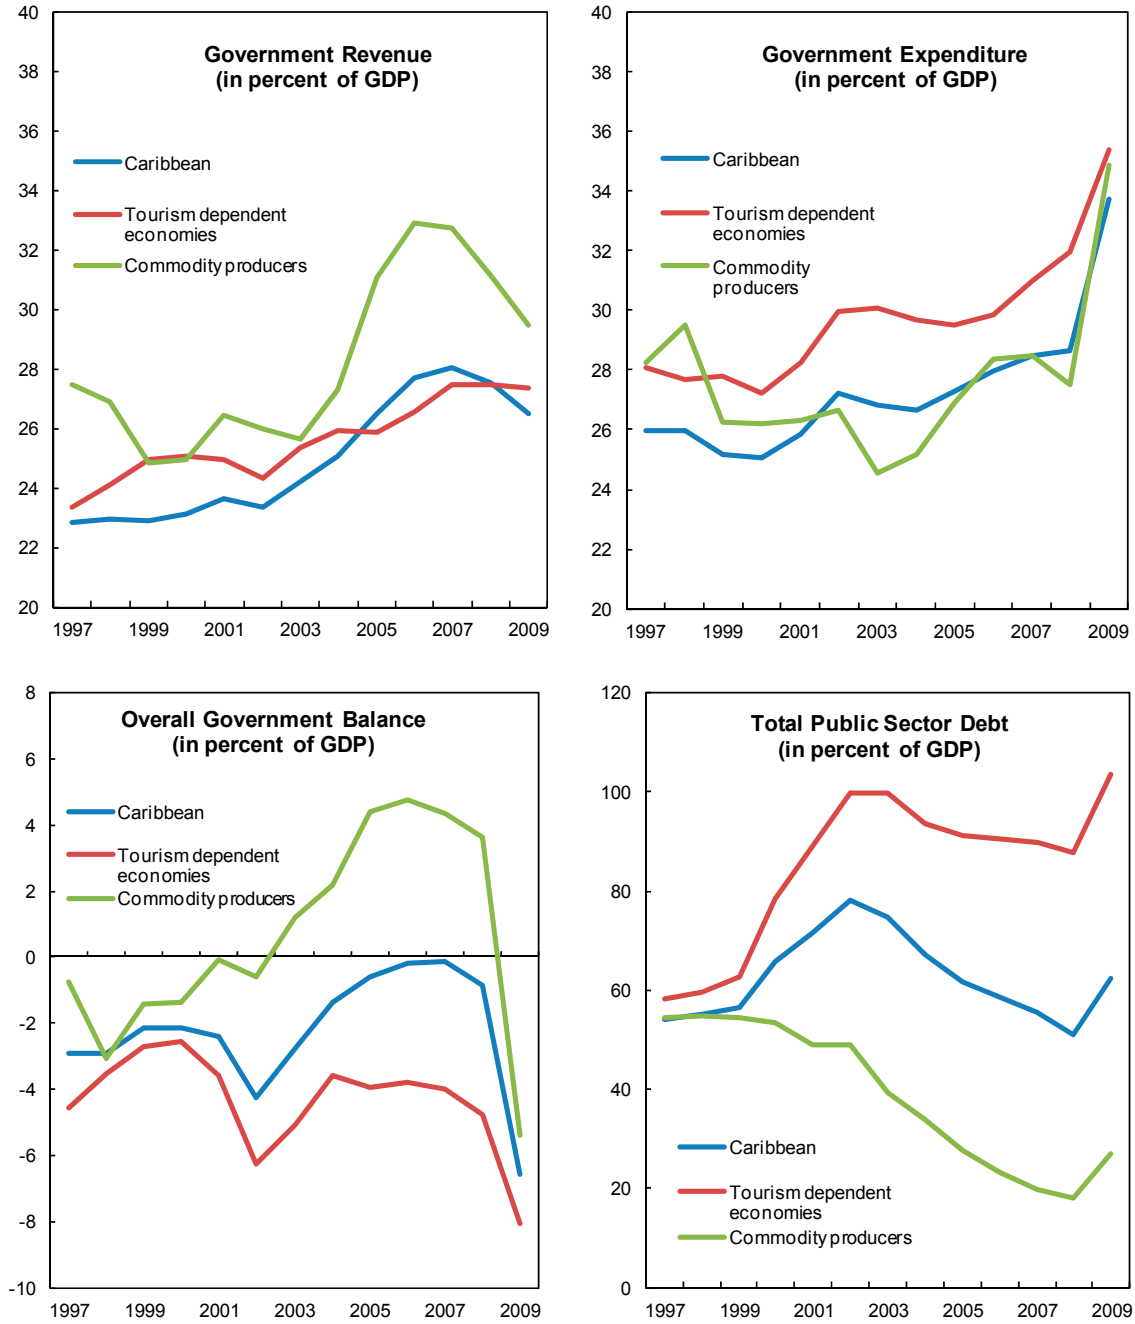 Government Revenue
(in percent of GDP)
40
38
36
34
32
30
28
26
24
22
20
Caribbean
Tourism dependent
economies
Commodity producers
1997 1999 2001 2003 2005 2007 2009
Government Expenditure
(in percent of GDP)
40
38
36
34
32
30
28
26
24
22
20
Caribbean
Tourism dependent
economies
Commodity
producers
1997 1999 2001 2003 2005 2007 2009
Overall Government Balance
(in percent of GDP)
8
6
4
2
0
-2
-4
-6
-8
-10
Caribbean
Tourism dependent
economies
Commodity producers
1997 1999 2001 2003 2005 2007 2009
Total Public Sector Debt
(in percent of GDP)
120
100
80
60
40
20
0
Caribbean
Tourism dependent
economies
Commodity producers
1997 1999 2001 2003 2005 2007 2009